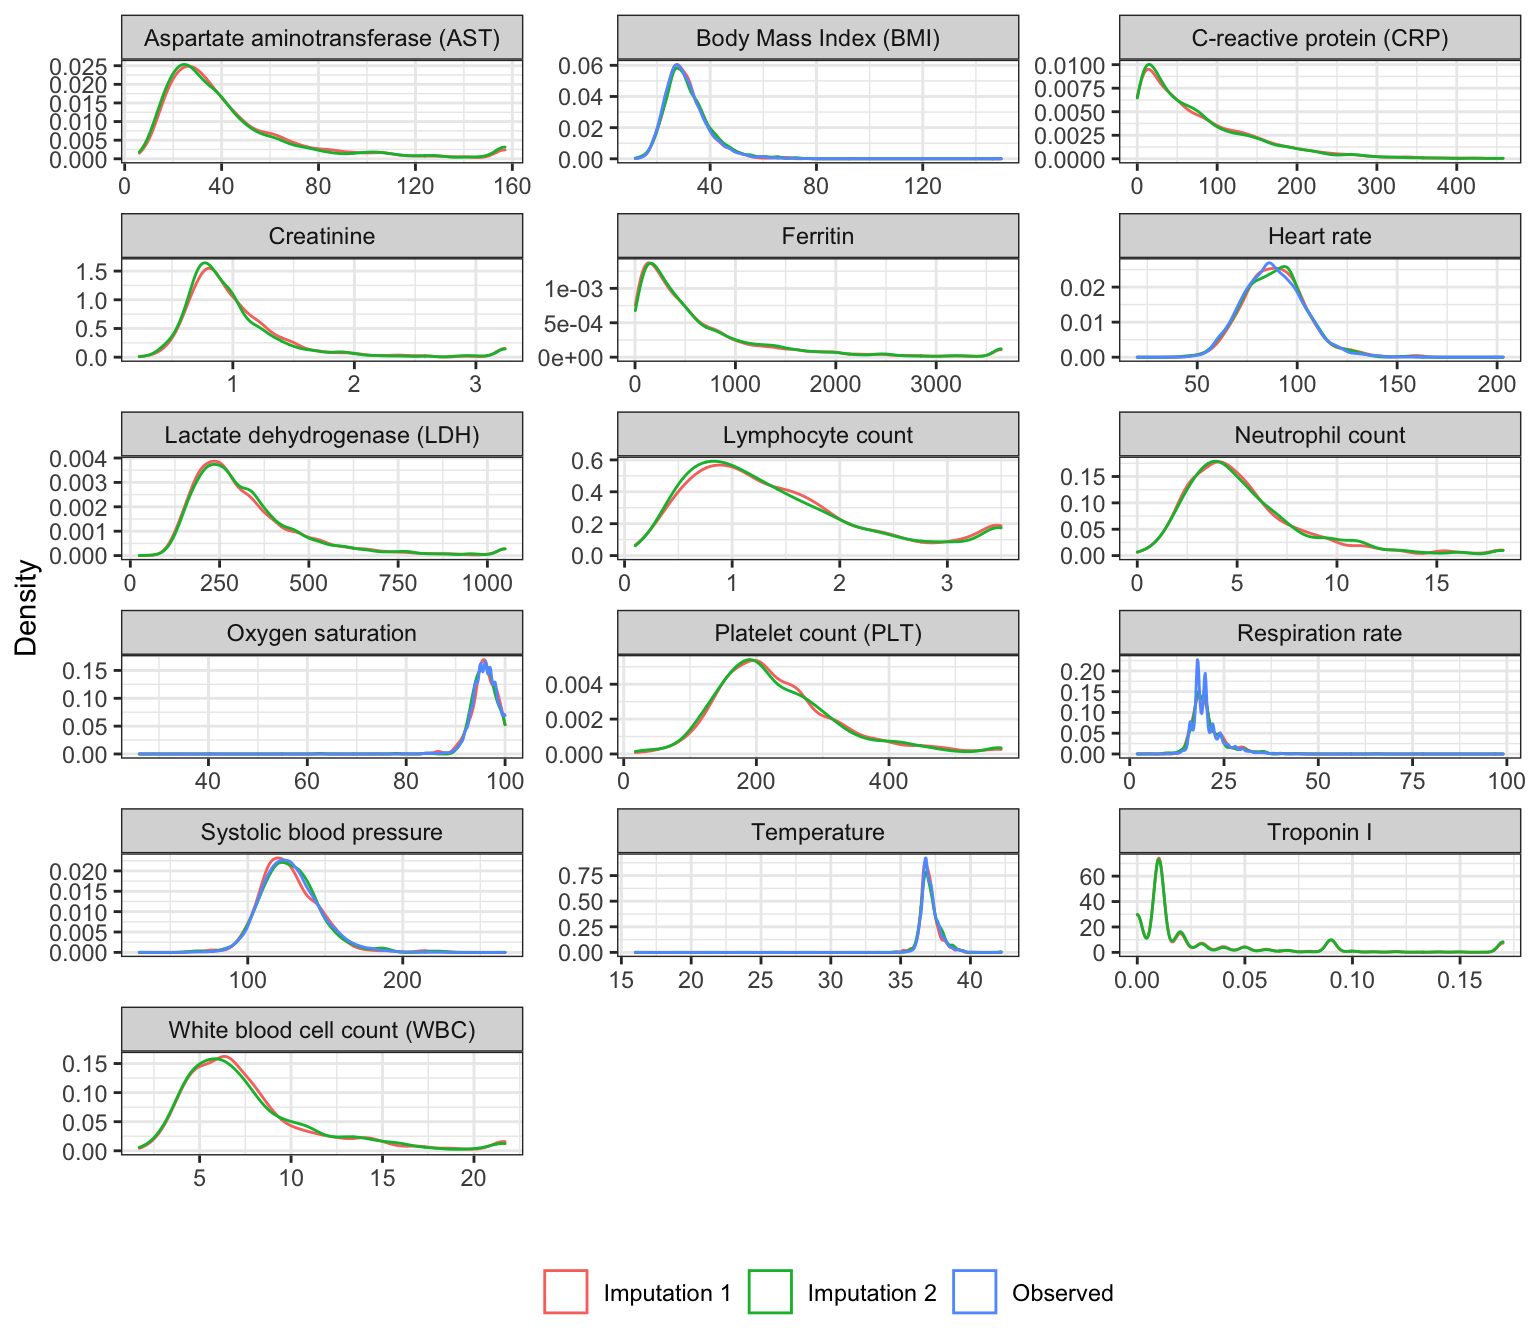 Aspartate aminotransferase (AST)
Body Mass Index (BMI)
C-reactive protein (CRP)
0.025
0.020
0.015
0.010
0.005
0.000
0 40 80 120 160
0.06
0.04
0.02
0.00
40 80 120
0.0100
0.0075
0.0050
0.0025
0.0000
0 100 200 300 400
Creatinine
Ferritin
Heart rate
1.5
1.0
0.5
0.0
1 2 3
1e-03
5e-04
0e+00
0 1000 2000 3000
0.02
0.01
0.00
50 100 150 200
Lactate dehydrogenase (LDH)
Lymphocyte count
Neutrophil count
0.004
0.003
0.002
0.001
0.000
0 250 500 750 1000
0.6
0.4
0.2
0.0
0 1 2 3
0.15
0.10
0.05
0.00
0 5 10 15
Density
Oxygen saturation
Platelet count (PLT)
Respiration rate
0.15
0.10
0.05
0.00
40 60 80 100
0.004
0.002
0.000
0 200 400
0.20
0.15
0.10
0.05
0.00
0 25 50 75 100
Systolic blood pressure
Temperature
Troponin I
0.020
0.015
0.010
0.005
0.000
100 200
0.75
0.50
0.25
0.00
15 20 25 30 35 40
60
40
20
0
0.00 0.05 0.10 0.15
White blood cell count (WBC)
0.15
0.10
0.05
0.00
5 10 15 20
Imputation 1 Imputation 2 Observed